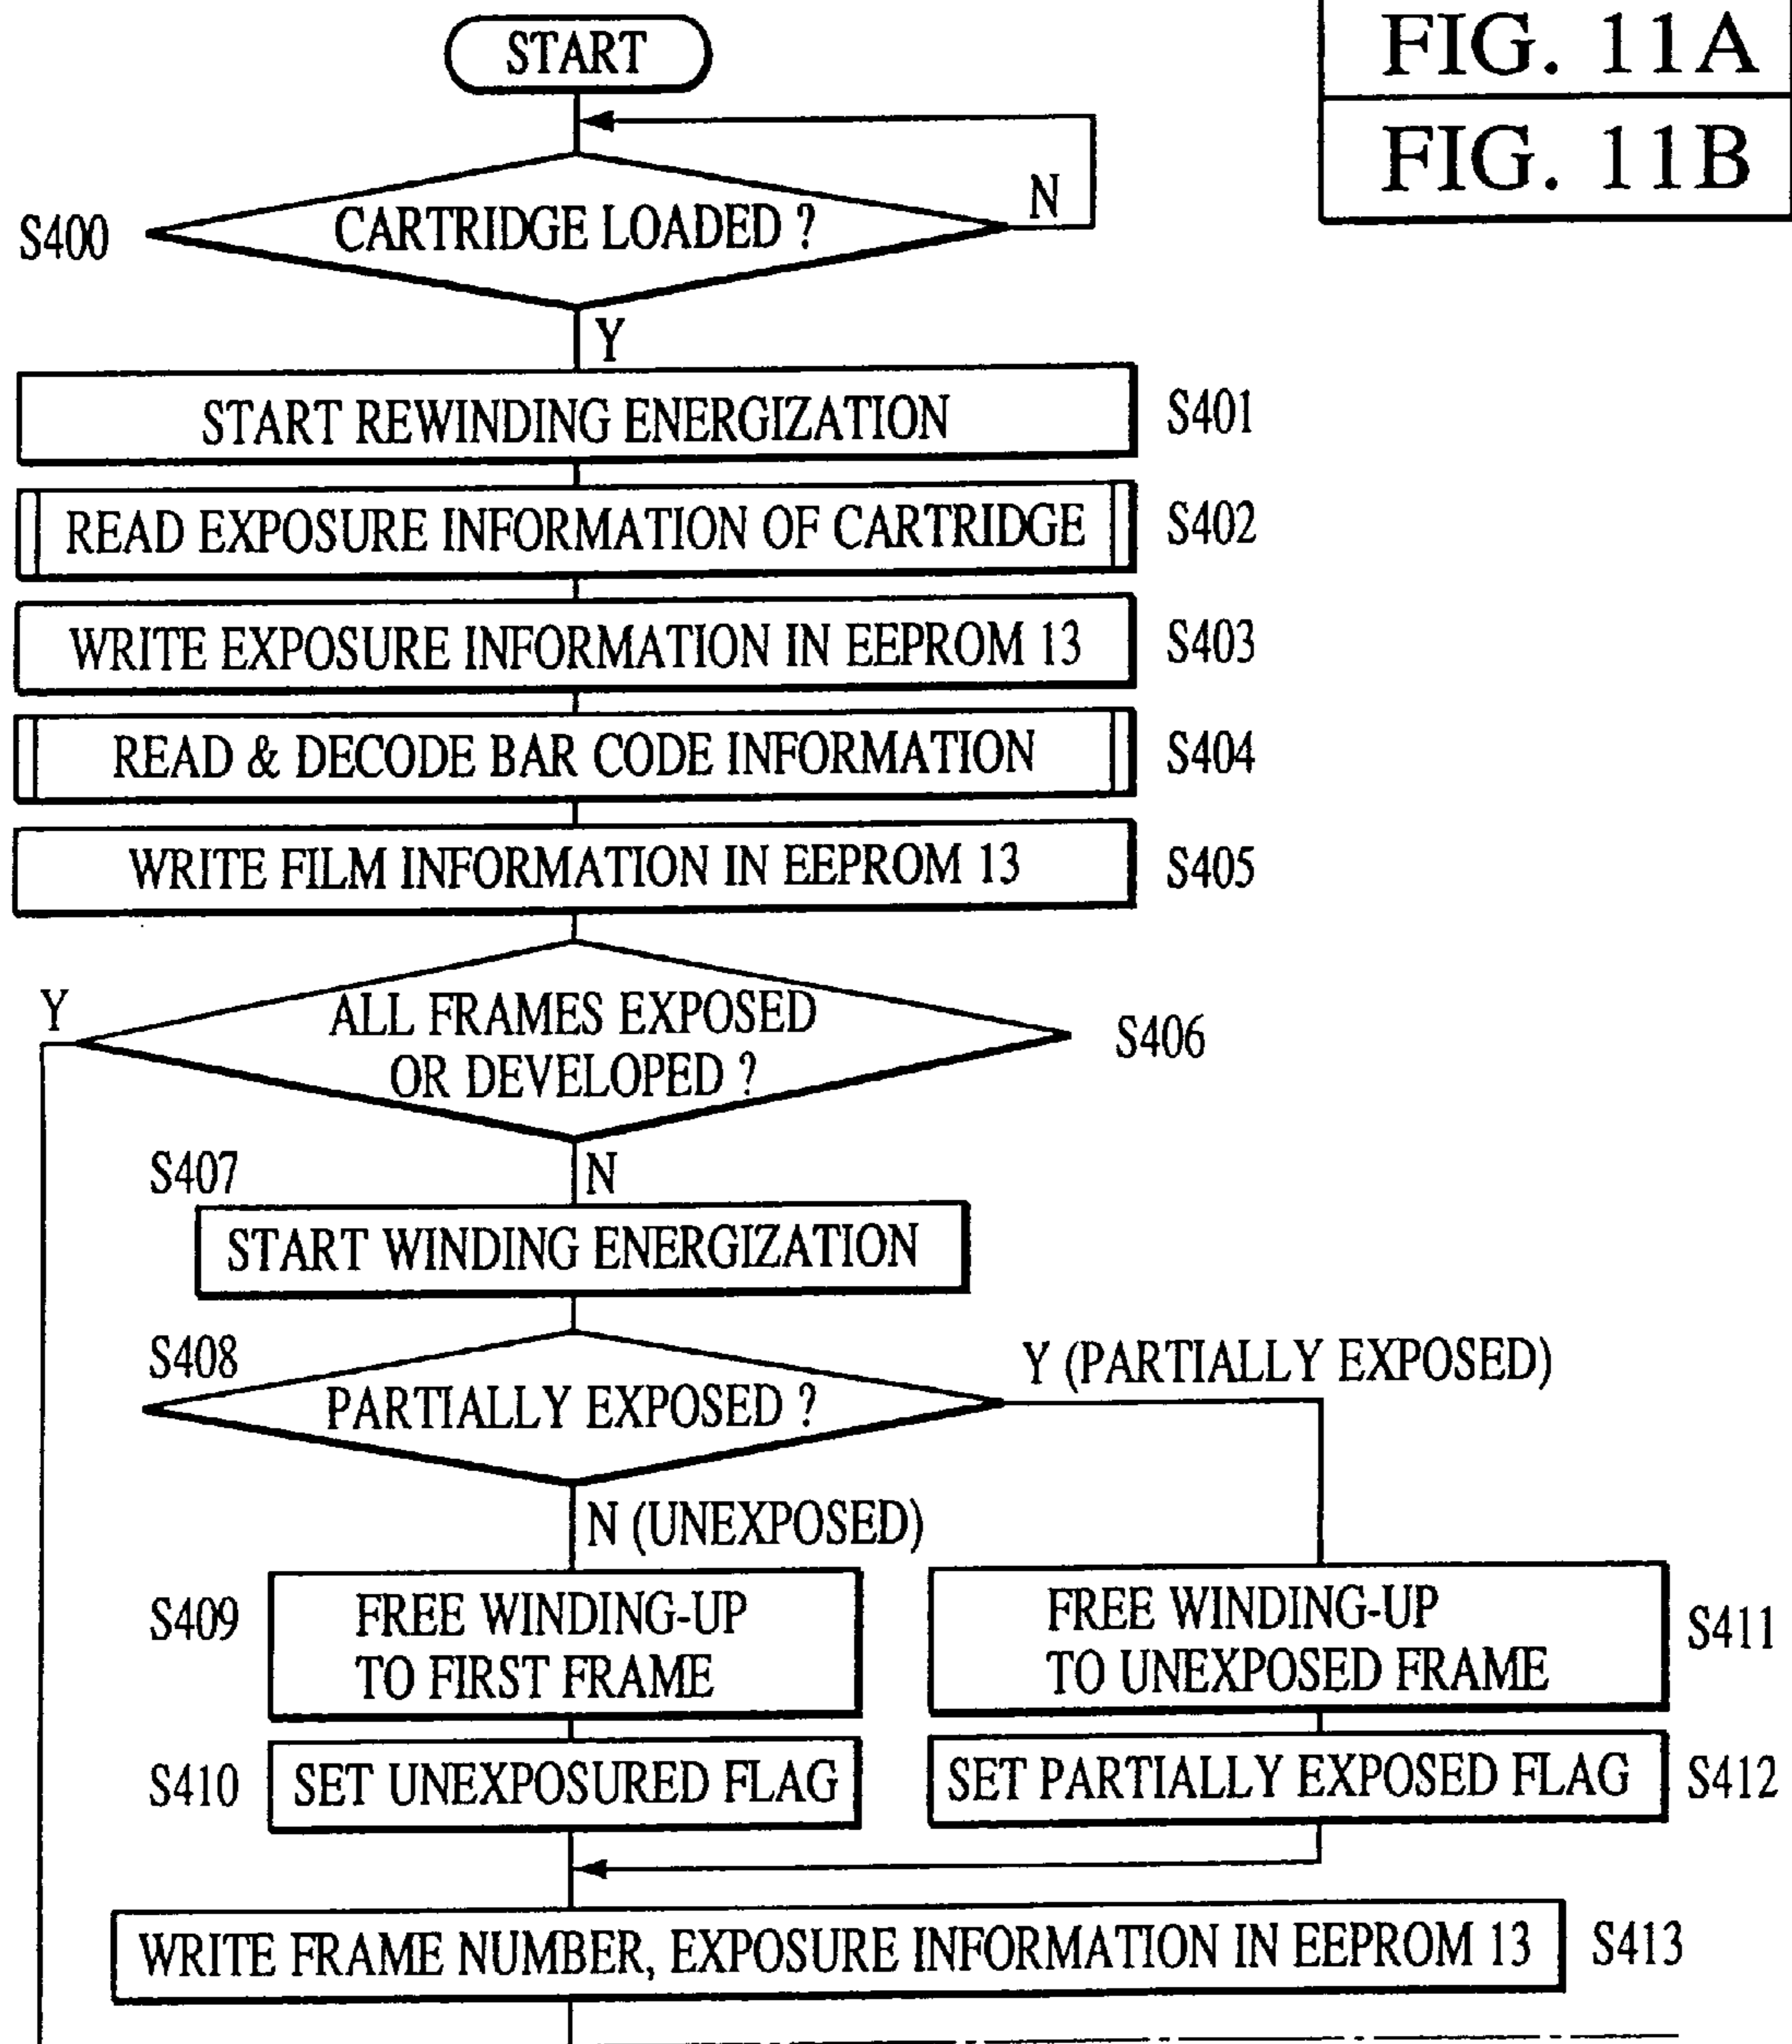 FIG. 11A
FIG. 11B
START
S400
CARTRIDGE LOADED ?
N
Y
START REWINDING ENERGIZATION
S401
READ EXPOSURE INFORMATION OF CARTRIDGE
S402
WRITE EXPOSURE INFORMATION IN EEPROM 13
S403
READ & DECODE BAR CODE INFORMATION
S404
WRITE FILM INFORMATION IN EEPROM 13
S405
Y
ALL FRAMES EXPOSED
OR DEVELOPED ?
S406
S407
N
START WINDING ENERGIZATION
S408
PARTIALLY EXPOSED ?
Y (PARTIALLY EXPOSED)
N (UNEXPOSED)
S409
FREE WINDING-UP
TO FIRST FRAME
FREE WINDING-UP
TO UNEXPOSED FRAME
S411
S410
SET UNEXPOSURED FLAG
SET PARTIALLY EXPOSED FLAG
S412
WRITE FRAME NUMBER, EXPOSURE INFORMATION IN EEPROM 13
S413